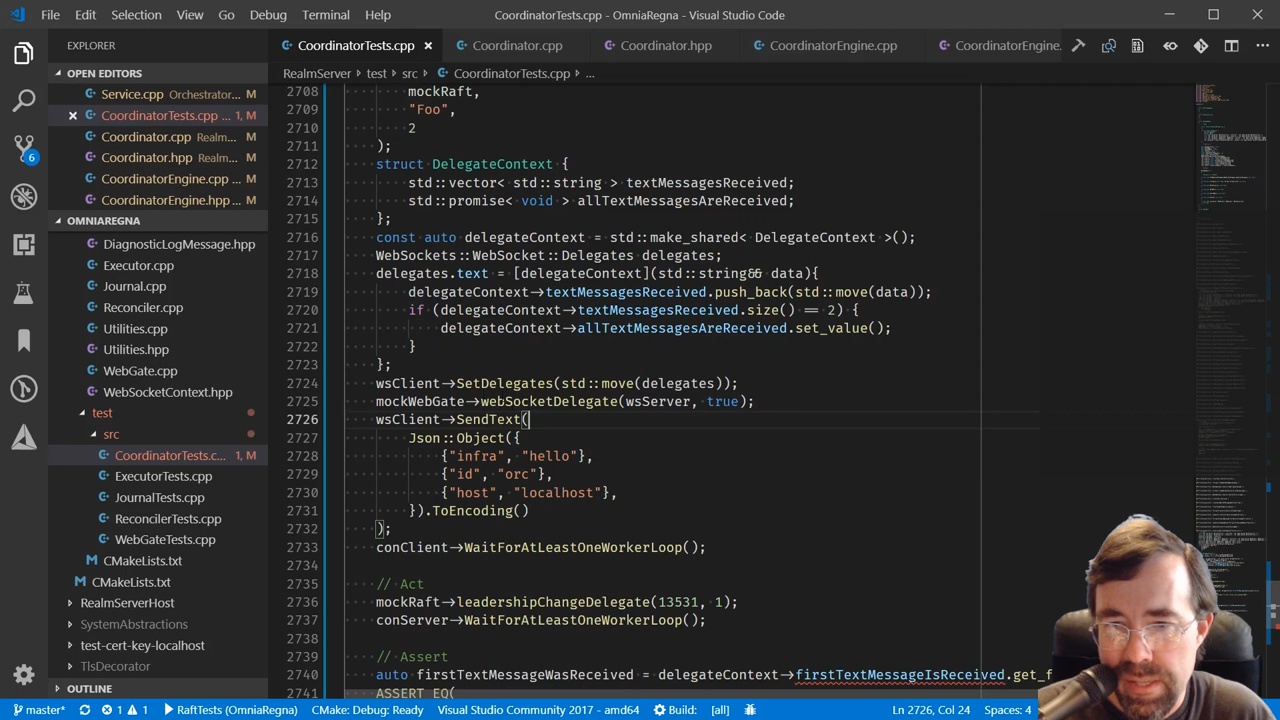 File Edit Selection View Go Debug Terminal Help
CoordinatorTests.cpp - OmniaRegna - Visual Studio Code
EXPLORER
OPEN EDITORS
Service.cpp Orchestrator... M
CoordinatorTests.cpp ... 1, M
Coordinator.cpp Realm... M
Coordinator.hpp Realm... M
CoordinatorEngine.cpp ... M
CoordinatorEngine.hpp ... M
OMNIAREGNA
DiagnosticLogMessage.hpp
Executor.cpp
Journal.cpp
Reconciler.cpp
Utilities.cpp
Utilities.hpp
WebGate.cpp
WebSocketContext.hpp
test
src
CoordinatorTests.c... 1, M
ExecutorTests.cpp
JournalTests.cpp
ReconcilerTests.cpp
WebGateTests.cpp
CMakeLists.txt
CMakeLists.txt
RealmServerHost
SystemAbstractions
test-cert-key-localhost
TlsDecorator
OUTLINE
6
CoordinatorTests.cpp Coordinator.cpp Coordinator.hpp CoordinatorEngine.cpp CoordinatorEngine.
RealmServer test src CoordinatorTests.cpp ...
2708 mockRaft,
2709 "Foo",
2710 2
2711 );
2712 struct DelegateContext {
2713 std::vector< std::string > textMessagesReceived;
2714 std::promise< void > allTextMessagesAreReceived;
2715 };
2716 const auto delegateContext = std::make_shared< DelegateContext >();
2717 WebSockets::WebSocket::Delegates delegates;
2718 delegates.text = [delegateContext](std::string&& data){
2719 delegateContext->textMessagesReceived.push_back(std::move(data));
2720 if (delegateContext->textMessagesReceived.size() == 2) {
2721 delegateContext->allTextMessagesAreReceived.set_value();
2722 }
2723 };
2724 wsClient->SetDelegates(std::move(delegates));
2725 mockWebGate->webSocketDelegate(wsServer, true);
2726 wsClient->SendText(
2727 Json::Object({
2728 {"infra", "hello"},
2729 {"id", "orc"},
2730 {"host", "localhost"},
2731 }).ToEncoding()
2732 );
2733 conClient->WaitForAtLeastOneWorkerLoop();
2734
2735 // Act
2736 mockRaft->leadershipChangeDelegate(13531, 1);
2737 conServer->WaitForAtLeastOneWorkerLoop();
2738
2739 // Assert
2740 auto firstTextMessageWasReceived = delegateContext->firstTextMessageIsReceived.get_f
2741 ASSERT_EQ(
master* 1 1 RaftTests (OmniaRegna) CMake: Debug: Ready Visual Studio Community 2017 - amd64 Build: [all] Ln 2726, Col 24 Spaces: 4